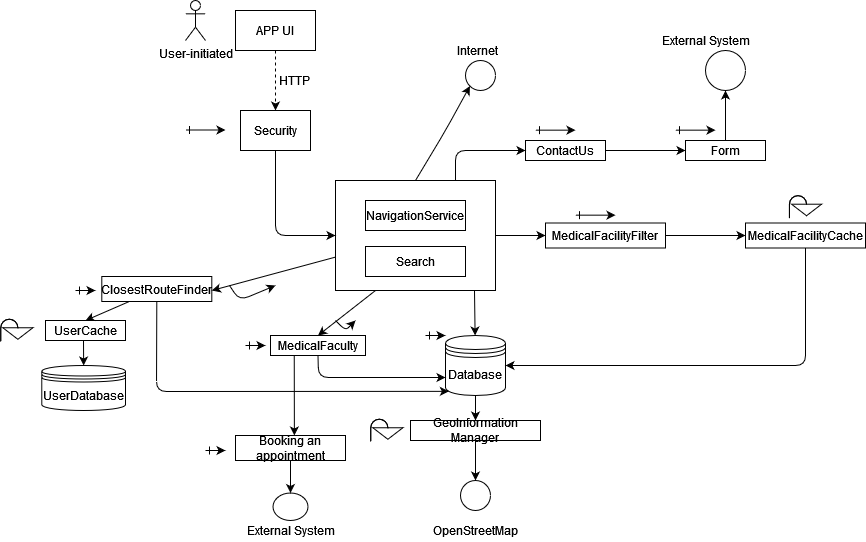 APP UI
User-initiated
Internet
External System
HTTP
Security
ContactUs
Form
NavigationService
MedicalFacilityFilter
MedicalFacilityCache
Search
ClosestRouteFinder
UserCache
MedicalFaculty
Database
UserDatabase
GeoInformation
Manager
Booking an
appointment
External System
OpenStreetMap